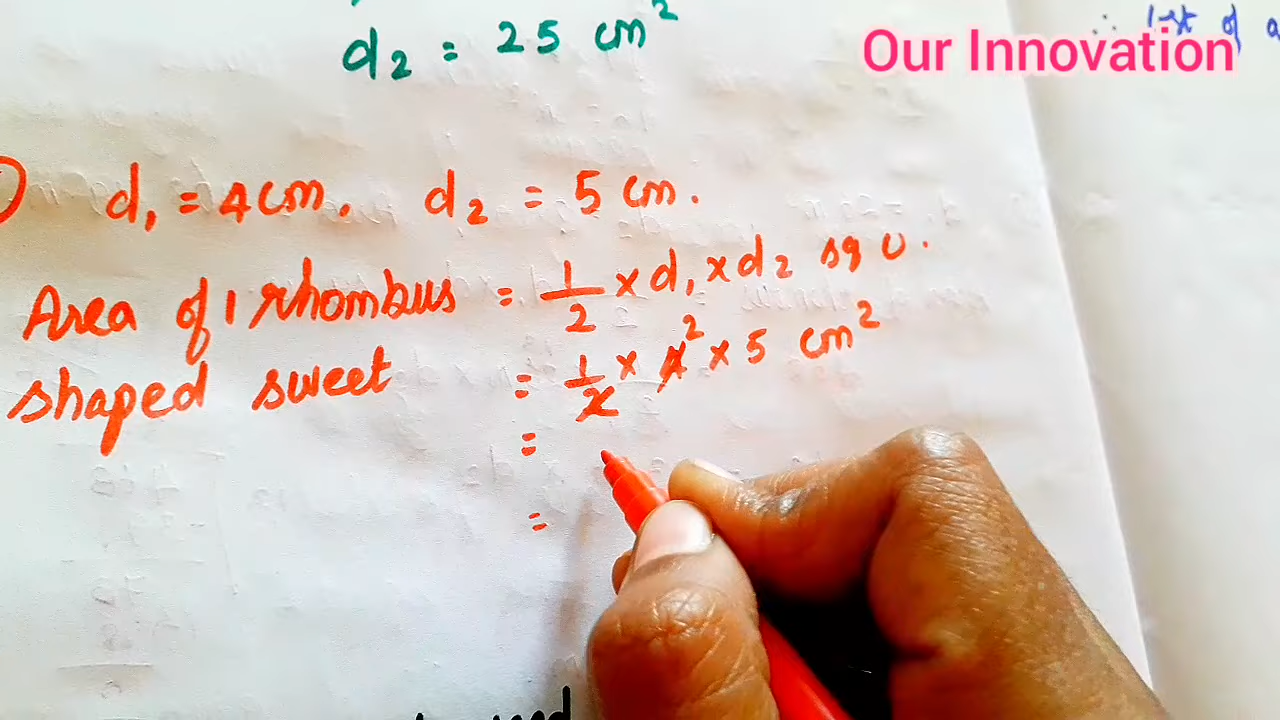 d₂ = 25 cm²
Our Innovation
d₁ = 4 cm. d₂ = 5 cm.
Area of 1 rhombus = 1/2 × d₁ × d₂ sq u.
shaped sweet = 1/2 × 4² × 5 cm²
=
=